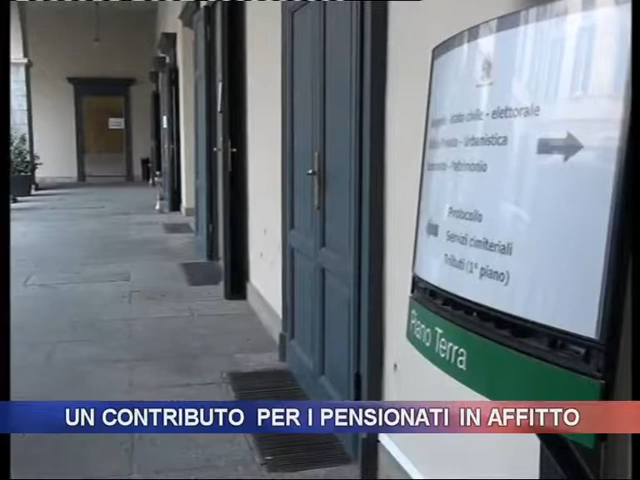 stato civile - elettorale
Urbanistica
Patrimonio
Protocollo
Servizi cimiteriali
Tributi (1° piano)
Piano Terra
UN CONTRIBUTO PER I PENSIONATI IN AFFITTO